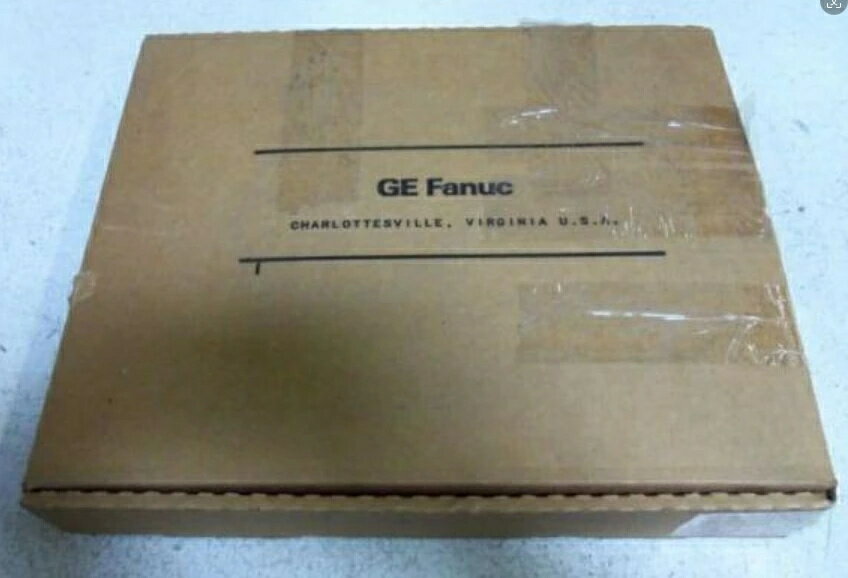 GE Fanuc
CHARLOTTESVILLE, VIRGINIA U.S.A.